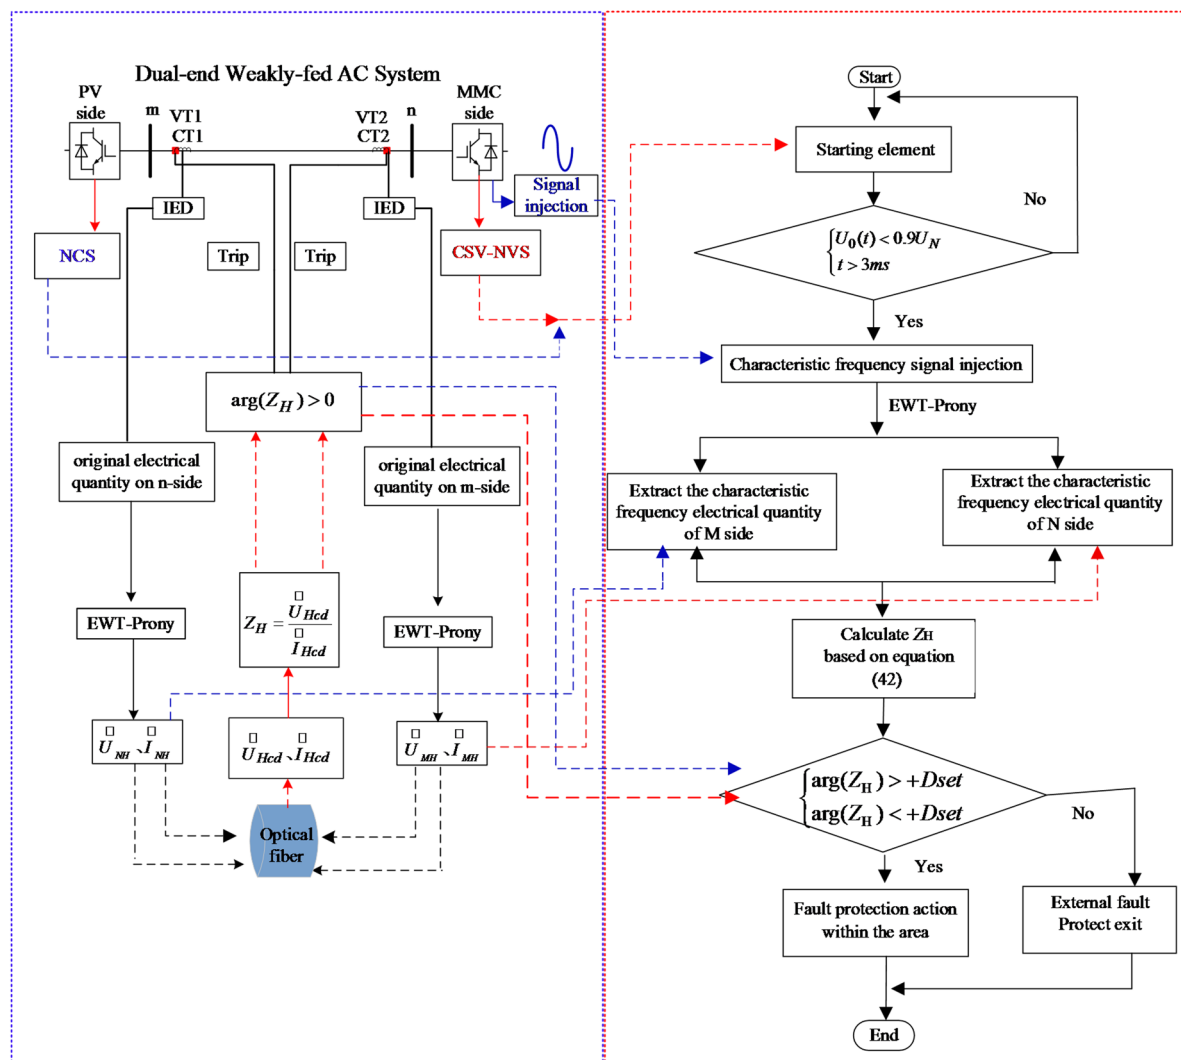 Dual-end Weakly-fed AC System
PV
side
m
VT1
CT1
VT2
CT2
n
MMC
side
IED
IED
Signal
injection
NCS
Trip
Trip
CSV-NVS
arg(Z_H) > 0
original electrical
quantity on n-side
original electrical
quantity on m-side
EWT-Prony
Z_H = U_Hcd / I_Hcd
EWT-Prony
U_NH、I_NH
U_Hcd、I_Hcd
U_MH、I_MH
Optical
fiber
Start
Starting element
No
U_0(t) < 0.9U_N
t > 3ms
Yes
Characteristic frequency signal injection
EWT-Prony
Extract the characteristic
frequency electrical quantity
of M side
Extract the characteristic
frequency electrical quantity
of N side
Calculate ZH
based on equation
(42)
arg(Z_H) > +Dset
arg(Z_H) < +Dset
No
Yes
Fault protection action
within the area
External fault
Protect exit
End